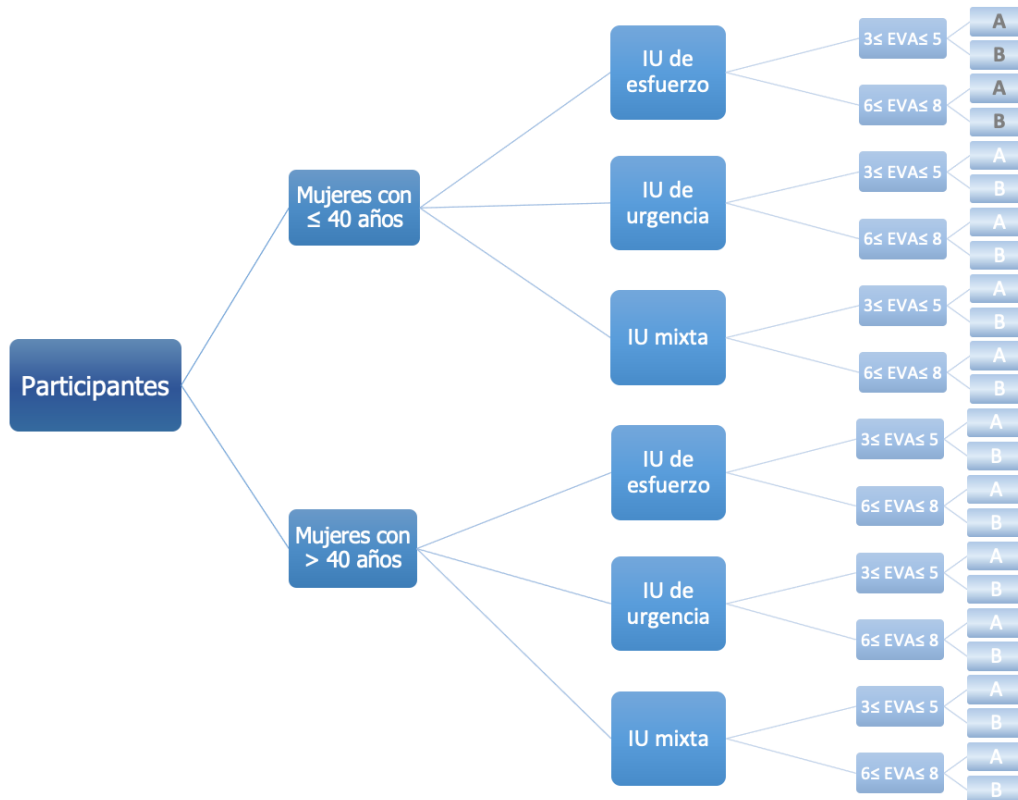 Participantes
Mujeres con
≤ 40 años
IU de
esfuerzo
3≤ EVA≤ 5
A
B
6≤ EVA≤ 8
A
B
IU de
urgencia
3≤ EVA≤ 5
A
B
6≤ EVA≤ 8
A
B
IU mixta
3≤ EVA≤ 5
A
B
6≤ EVA≤ 8
A
B
Mujeres con
> 40 años
IU de
esfuerzo
3≤ EVA≤ 5
A
B
6≤ EVA≤ 8
A
B
IU de
urgencia
3≤ EVA≤ 5
A
B
6≤ EVA≤ 8
A
B
IU mixta
3≤ EVA≤ 5
A
B
6≤ EVA≤ 8
A
B